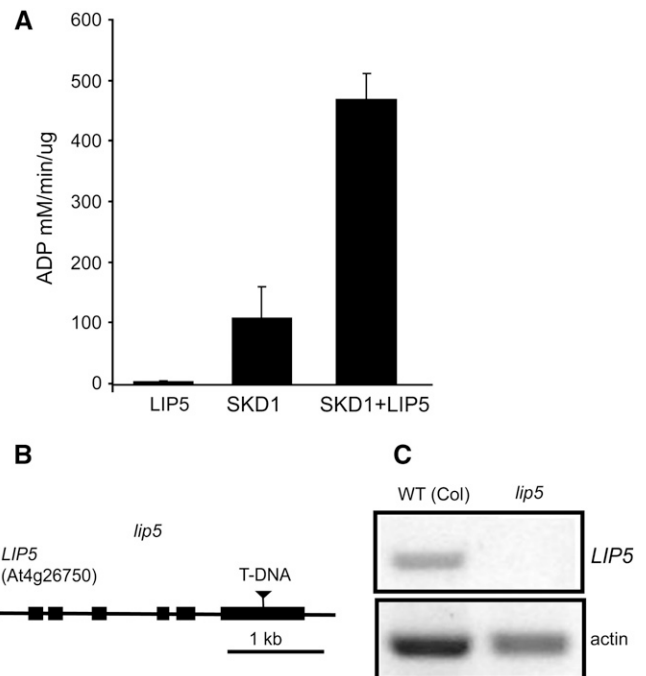 A
600
500
400
300
200
100
0
ADP mM/min/ug
LIP5 SKD1 SKD1+LIP5
B
lip5
LIP5
(At4g26750)
T-DNA
1 kb
C
WT (Col) lip5
LIP5
actin